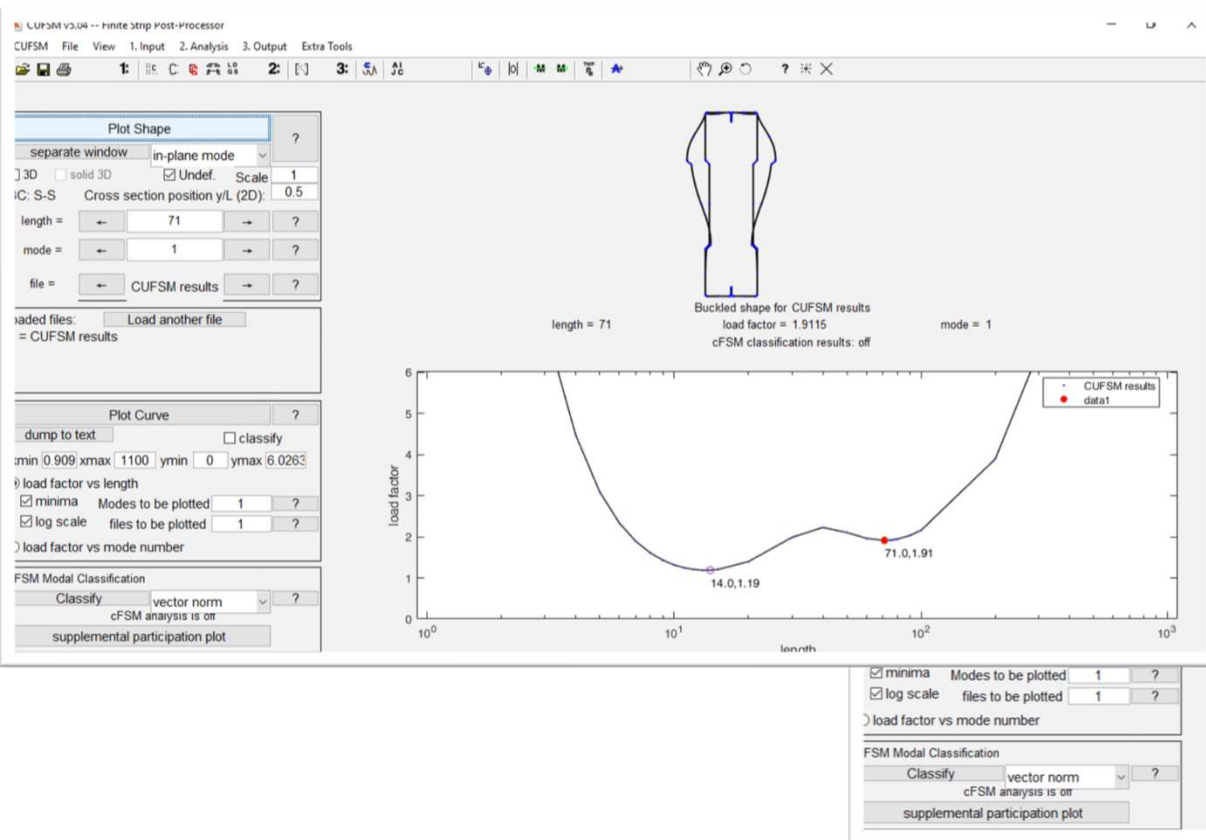 CUFSM v5.04 -- Finite Strip Post-Processor
CUFSM File View 1. Input 2. Analysis 3. Output Extra Tools
1: 2: 3: ?
Plot Shape ?
separate window in-plane mode
3D solid 3D Undef. Scale 1
BC: S-S Cross section position y/L (2D): 0.5
length = ← 71 → ?
mode = ← 1 → ?
file = ← CUFSM results → ?
oaded files: Load another file
= CUFSM results
Plot Curve ?
dump to text classify
xmin 0.909 xmax 1100 ymin 0 ymax 6.0263
load factor vs length
minima Modes to be plotted 1 ?
log scale files to be plotted 1 ?
load factor vs mode number
FSM Modal Classification
Classify vector norm ?
cFSM analysis is off
supplemental participation plot
Buckled shape for CUFSM results
length = 71 load factor = 1.9115 mode = 1
cFSM classification results: off
CUFSM results
data1
6
5
4
3
2
1
0
load factor
14.0,1.19
71.0,1.91
10⁰ 10¹ 10² 10³
length
minima Modes to be plotted 1 ?
log scale files to be plotted 1 ?
load factor vs mode number
FSM Modal Classification
Classify vector norm ?
cFSM analysis is off
supplemental participation plot